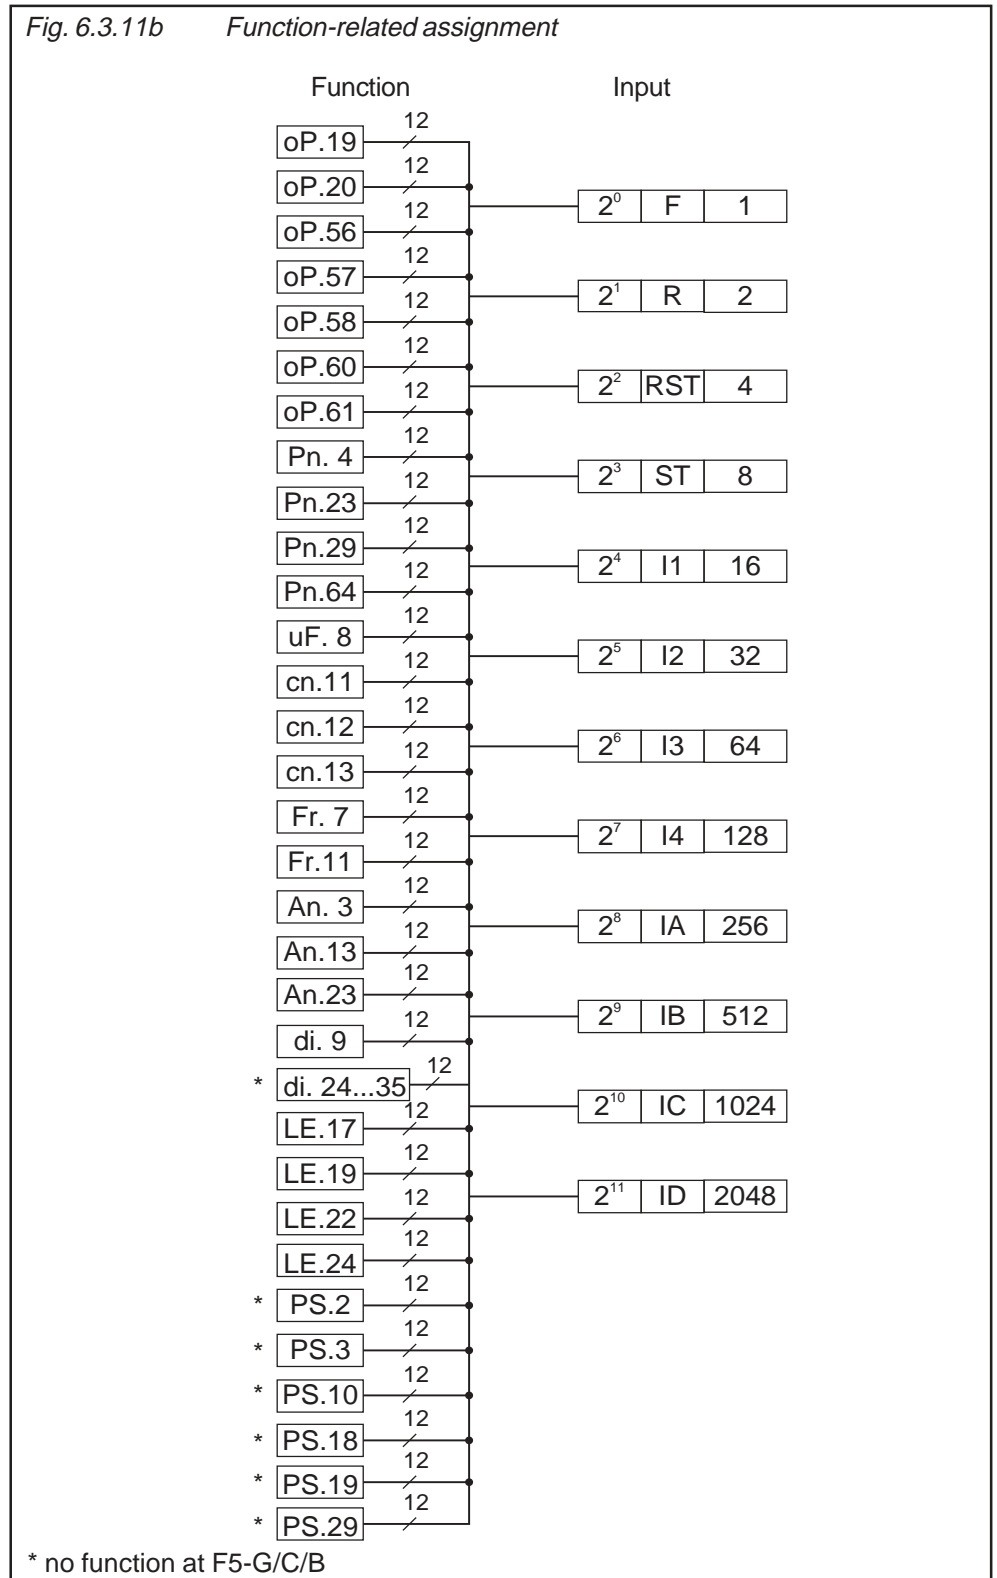 Fig. 6.3.11b Function-related assignment
Function Input
12
oP.19
12
oP.20
2⁰ F 1
12
oP.56
12
oP.57
2¹ R 2
12
oP.58
12
oP.60
2² RST 4
12
oP.61
12
Pn. 4
2³ ST 8
12
Pn.23
12
Pn.29
2⁴ I1 16
12
Pn.64
12
uF. 8
2⁵ I2 32
12
cn.11
12
cn.12
2⁶ I3 64
12
cn.13
12
Fr. 7
2⁷ I4 128
12
Fr.11
12
An. 3
2⁸ IA 256
12
An.13
12
An.23
2⁹ IB 512
12
di. 9
12
* di. 24...35
2¹⁰ IC 1024
12
LE.17
12
LE.19
2¹¹ ID 2048
12
LE.22
12
LE.24
12
* PS.2
12
* PS.3
12
* PS.10
12
* PS.18
12
* PS.19
12
* PS.29
* no function at F5-G/C/B